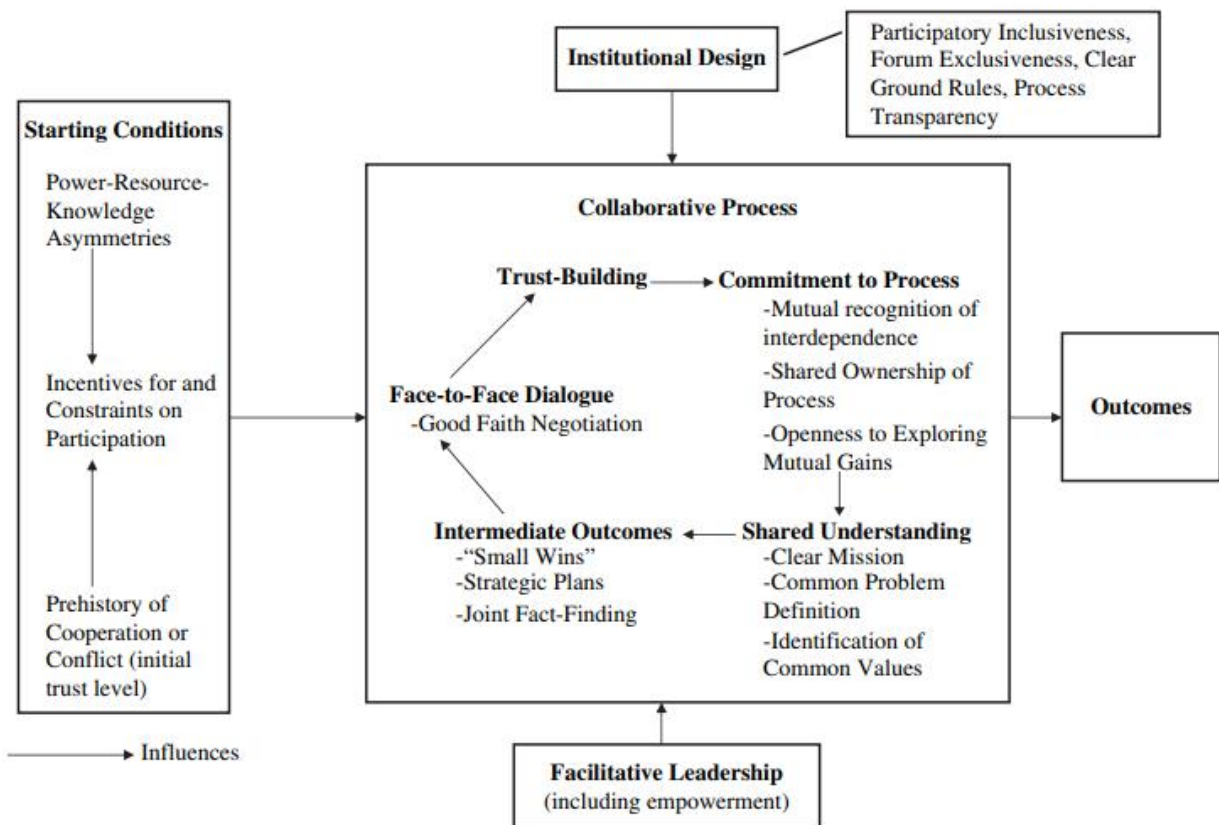 Institutional Design
Participatory Inclusiveness,
Forum Exclusiveness, Clear
Ground Rules, Process
Transparency
Starting Conditions
Power-Resource-
Knowledge
Asymmetries
Incentives for and
Constraints on
Participation
Prehistory of
Cooperation or
Conflict (initial
trust level)
Collaborative Process
Trust-Building
Commitment to Process
-Mutual recognition of
interdependence
-Shared Ownership of
Process
-Openness to Exploring
Mutual Gains
Face-to-Face Dialogue
-Good Faith Negotiation
Intermediate Outcomes
-“Small Wins”
-Strategic Plans
-Joint Fact-Finding
Shared Understanding
-Clear Mission
-Common Problem
Definition
-Identification of
Common Values
Outcomes
Influences
Facilitative Leadership
(including empowerment)